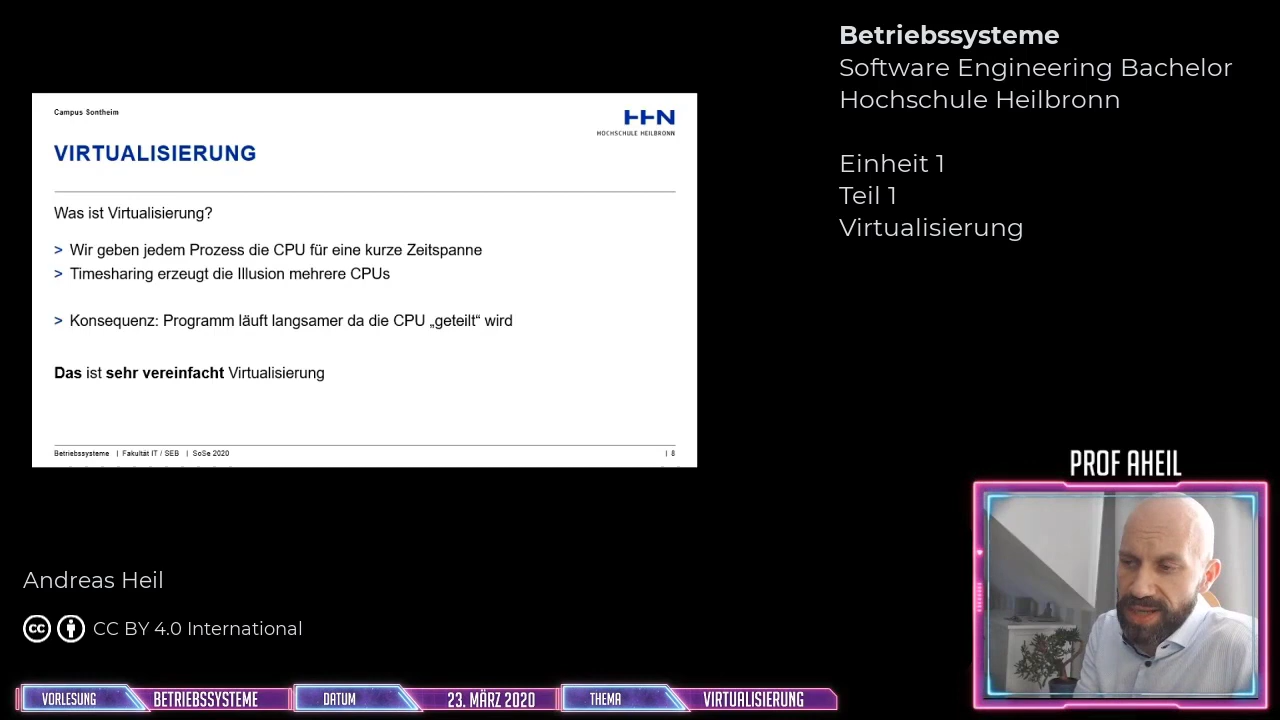 Betriebssysteme
Software Engineering Bachelor
Hochschule Heilbronn
Einheit 1
Teil 1
Virtualisierung
Campus Sontheim
HHN
HOCHSCHULE HEILBRONN
VIRTUALISIERUNG
Was ist Virtualisierung?
> Wir geben jedem Prozess die CPU für eine kurze Zeitspanne
> Timesharing erzeugt die Illusion mehrere CPUs
> Konsequenz: Programm läuft langsamer da die CPU „geteilt“ wird
Das ist sehr vereinfacht Virtualisierung
Betriebssysteme | Fakultät IT / SEB | SoSe 2020 | 8
PROF AHEIL
Andreas Heil
cc CC BY 4.0 International
VORLESUNG BETRIEBSSYSTEME DATUM 23. MÄRZ 2020 THEMA VIRTUALISIERUNG